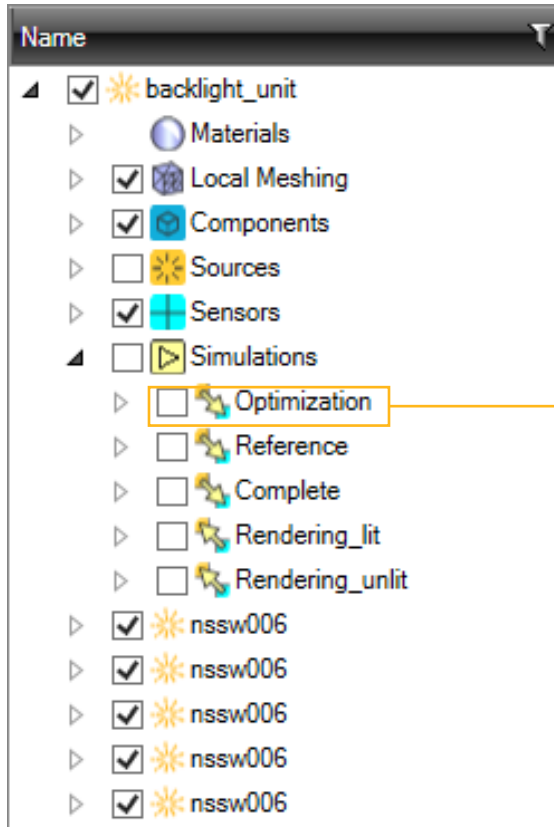 Name
backlight_unit
Materials
Local Meshing
Components
Sources
Sensors
Simulations
Optimization
Reference
Complete
Rendering_lit
Rendering_unlit
nssw006
nssw006
nssw006
nssw006
nssw006